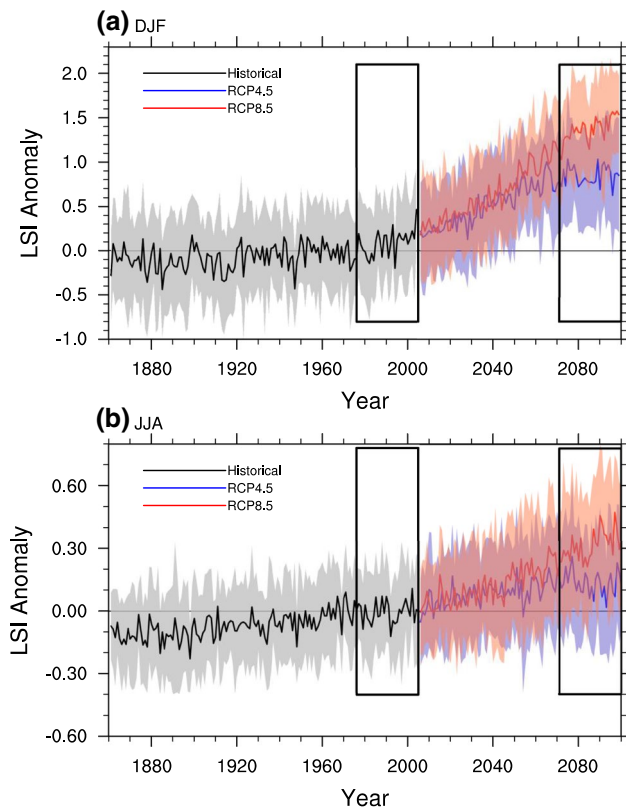 (a) DJF
2.0
1.5
1.0
0.5
0.0
-0.5
-1.0
LSI Anomaly
Historical
RCP4.5
RCP8.5
1880 1920 1960 2000 2040 2080
Year
(b) JJA
0.60
0.30
0.00
-0.30
-0.60
LSI Anomaly
Historical
RCP4.5
RCP8.5
1880 1920 1960 2000 2040 2080
Year